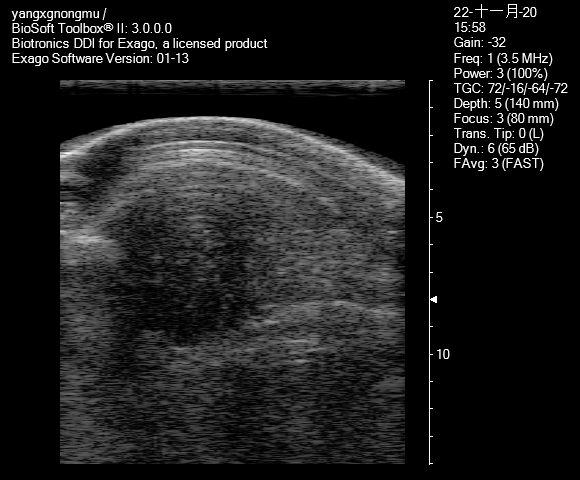 yangxgnongmu /
BioSoft Toolbox® II: 3.0.0.0
Biotronics DDI for Exago, a licensed product
Exago Software Version: 01-13
22-十一月-20
15:58
Gain: -32
Freq: 1 (3.5 MHz)
Power: 3 (100%)
TGC: 72/-16/-64/-72
Depth: 5 (140 mm)
Focus: 3 (80 mm)
Trans. Tip: 0 (L)
Dyn.: 6 (65 dB)
FAvg: 3 (FAST)
5
10